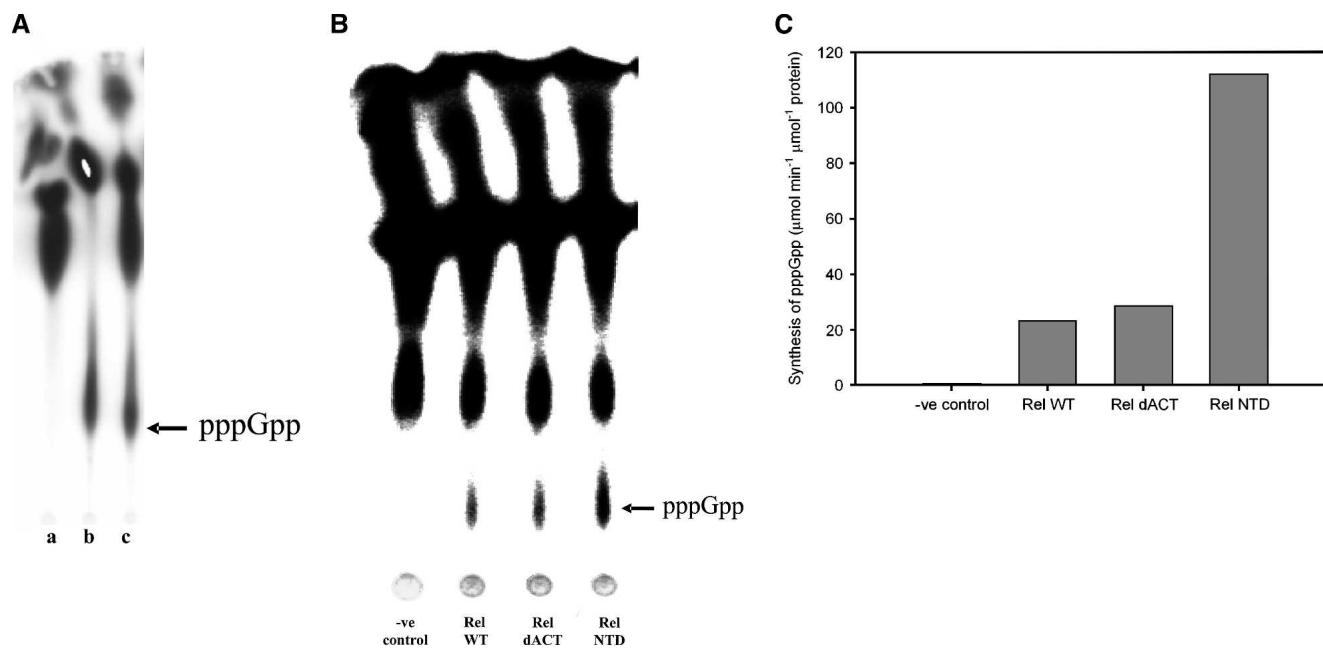 A
pppGpp
a b c
B
pppGpp
-ve control
Rel WT
Rel dACT
Rel NTD
C
Synthesis of pppGpp (μmol min⁻¹ μmol⁻¹ protein)
120
100
80
60
40
20
0
-ve control Rel WT Rel dACT Rel NTD